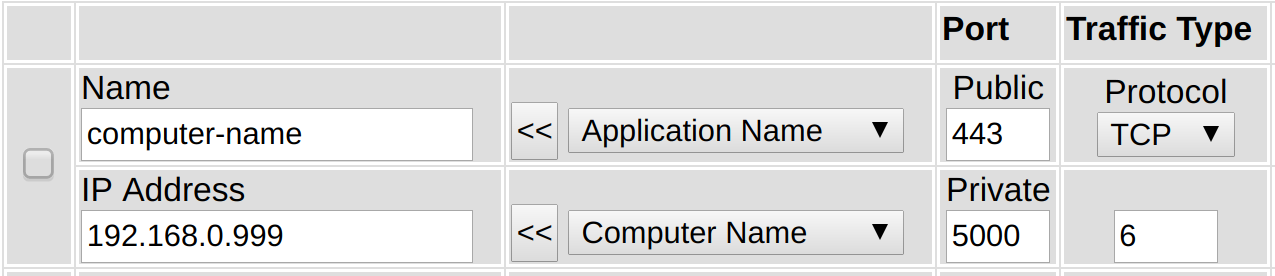 Port Traffic Type
Name
Public
Protocol
computer-name
<< Application Name ▼
443
TCP ▼
IP Address
Private
192.168.0.999
<< Computer Name ▼
5000
6